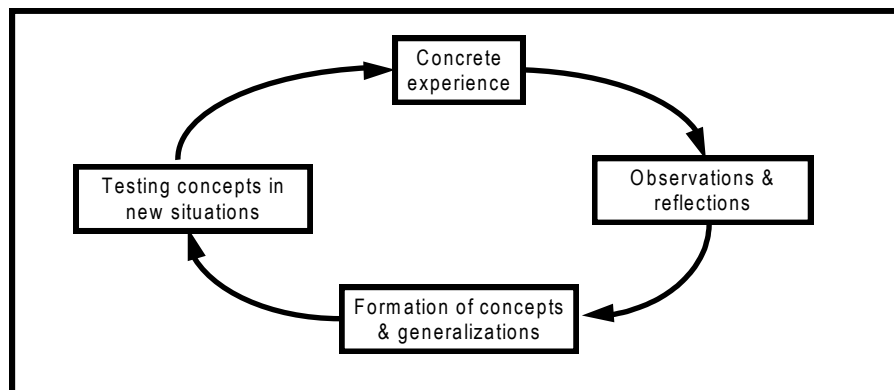 Concrete
experience
Observations &
reflections
Formation of concepts
& generalizations
Testing concepts in
new situations